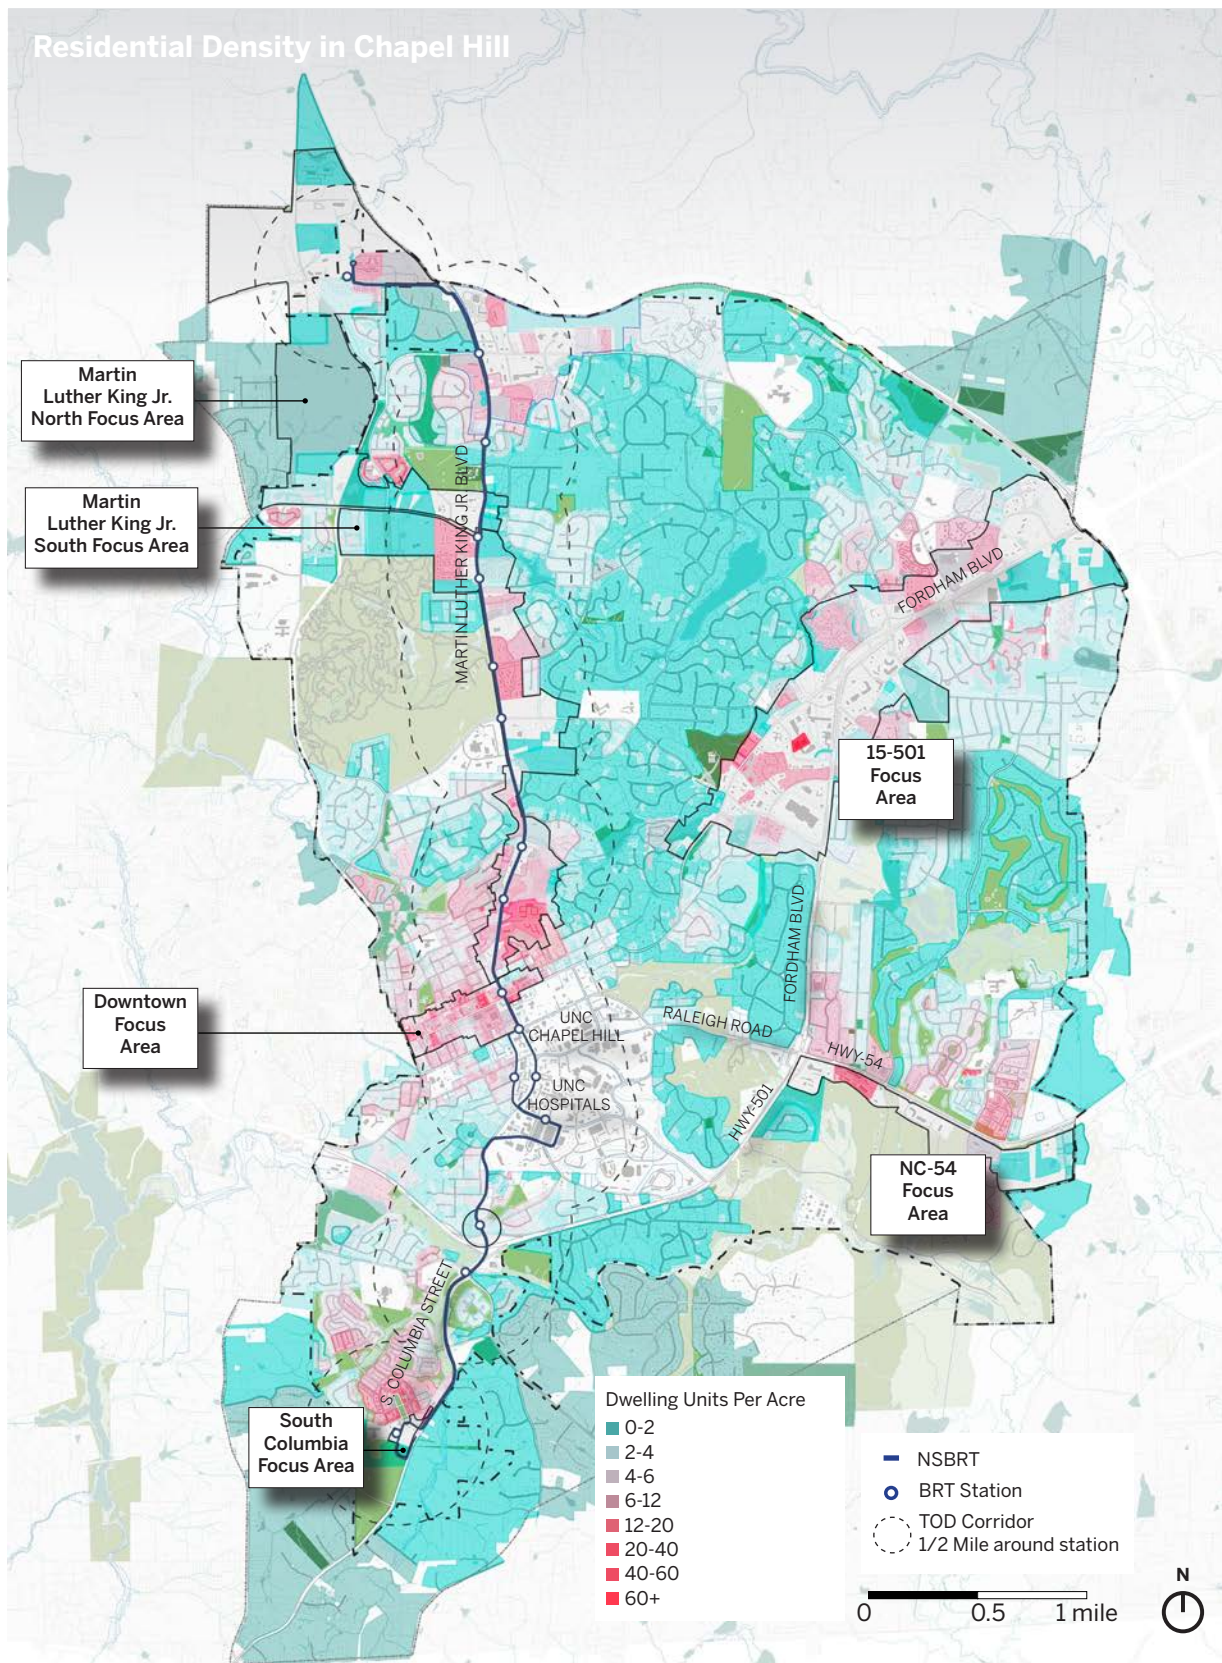 Residential Density in Chapel Hill
Martin
Luther King Jr.
North Focus Area
Martin
Luther King Jr.
South Focus Area
MARTIN LUTHER KING JR. BLVD
FORDHAM BLVD
15-501
Focus
Area
FORDHAM BLVD
Downtown
Focus
Area
UNC
CHAPEL HILL
RALEIGH ROAD
HWY-54
UNC
HOSPITALS
HWY-501
NC-54
Focus
Area
S. COLUMBIA STREET
South
Columbia
Focus Area
Dwelling Units Per Acre
0-2
2-4
4-6
6-12
12-20
20-40
40-60
60+
NSBRT
BRT Station
TOD Corridor
1/2 Mile around station
N
0 0.5 1 mile